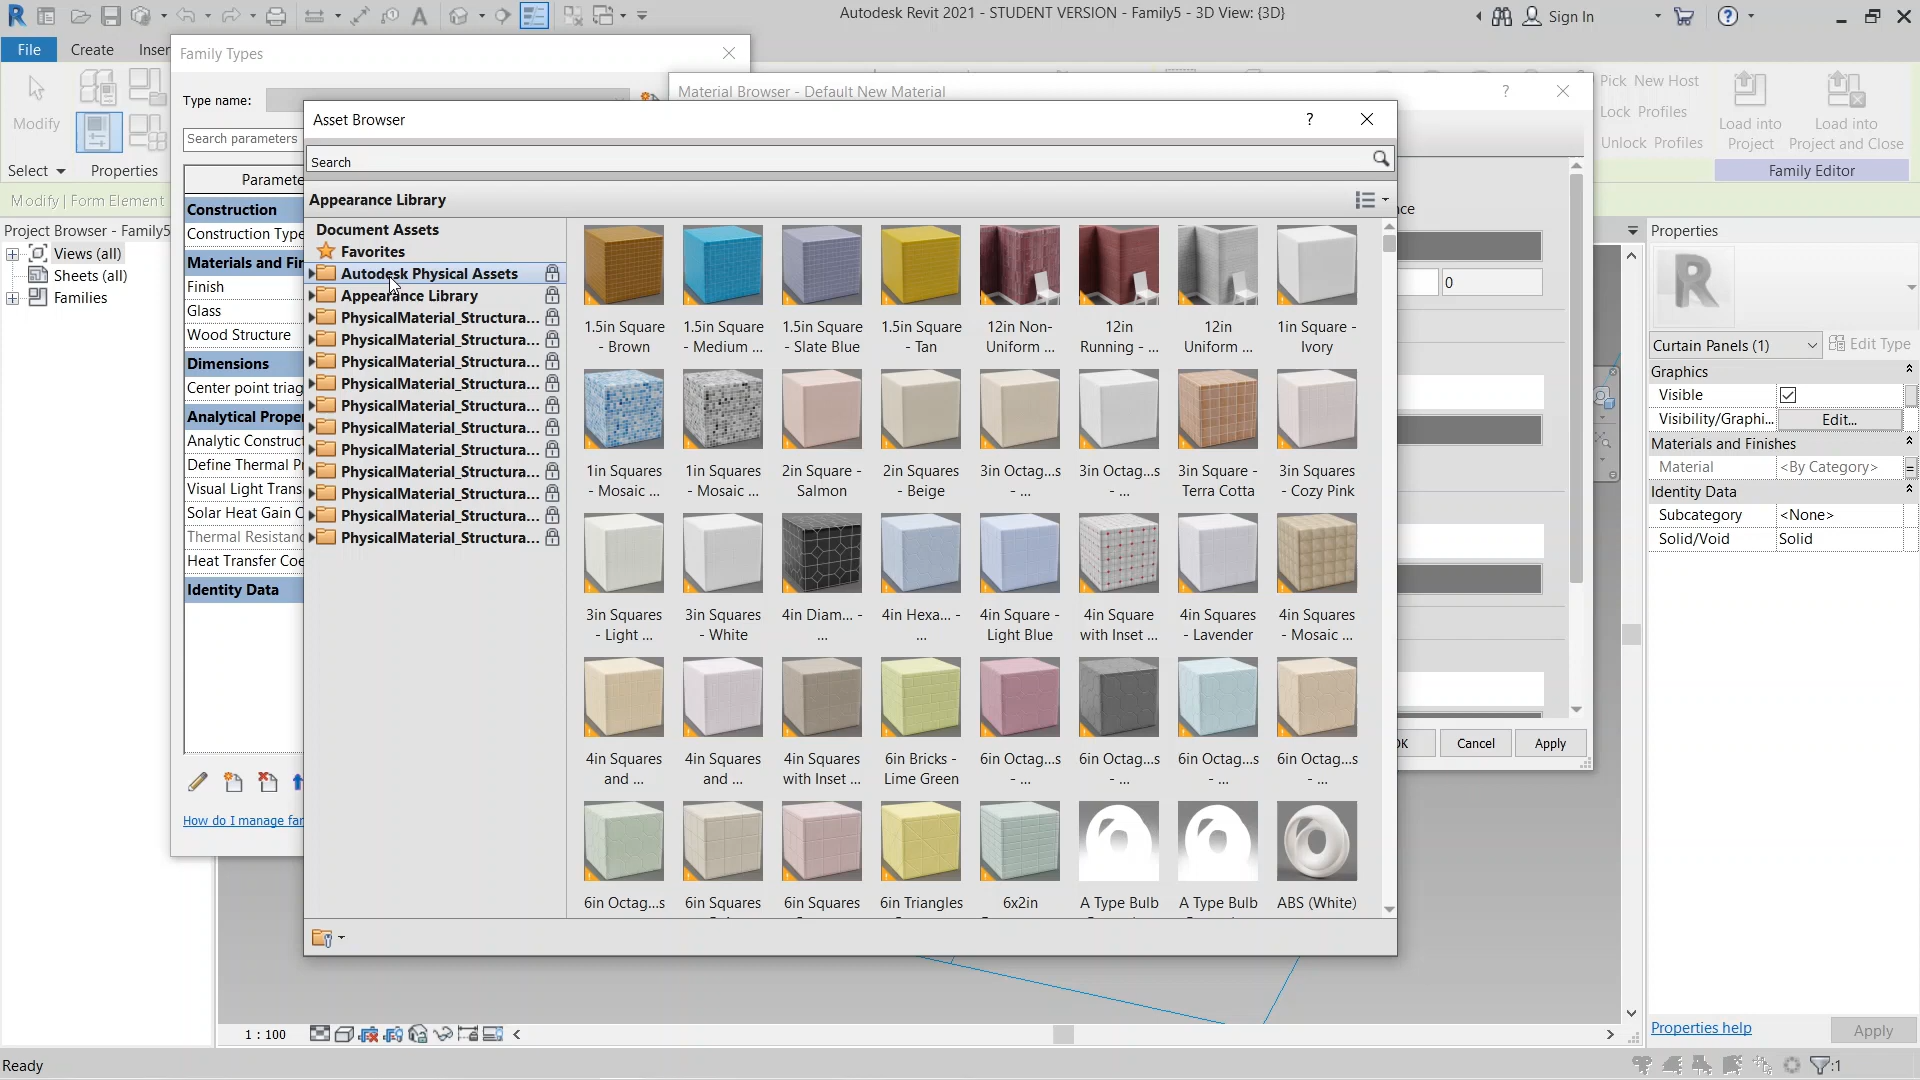 Autodesk Revit 2021 - STUDENT VERSION - Family5 - 3D View: {3D}
Sign In
File
Create
Inser
Family Types
Modify
Select
Properties
Modify | Form Element
Type name:
Search parameters
Paramete
Construction
Construction Type
Materials and Fin
Finish
Glass
Wood Structure
Dimensions
Center point triag
Analytical Proper
Analytic Construct
Define Thermal Pr
Visual Light Trans
Solar Heat Gain C
Thermal Resistanc
Heat Transfer Coe
Identity Data
How do I manage far
Project Browser - Family5
Views (all)
Sheets (all)
Families
Material Browser - Default New Material
Asset Browser
Search
Appearance Library
Document Assets
Favorites
Autodesk Physical Assets
Appearance Library
PhysicalMaterial_Structura...
PhysicalMaterial_Structura...
PhysicalMaterial_Structura...
PhysicalMaterial_Structura...
PhysicalMaterial_Structura...
PhysicalMaterial_Structura...
PhysicalMaterial_Structura...
PhysicalMaterial_Structura...
PhysicalMaterial_Structura...
PhysicalMaterial_Structura...
PhysicalMaterial_Structura...
1.5in Square
- Brown
1.5in Square
- Medium ...
1.5in Square
- Slate Blue
1.5in Square
- Tan
12in Non-
Uniform ...
12in
Running - ...
12in
Uniform ...
1in Square -
Ivory
1in Squares
- Mosaic ...
1in Squares
- Mosaic ...
2in Square -
Salmon
2in Squares
- Beige
3in Octag...s
- ...
3in Octag...s
- ...
3in Square -
Terra Cotta
3in Squares
- Cozy Pink
3in Squares
- Light ...
3in Squares
- White
4in Diam... -
...
4in Hexa... -
...
4in Square -
Light Blue
4in Square
with Inset ...
4in Squares
- Lavender
4in Squares
- Mosaic ...
4in Squares
and ...
4in Squares
and ...
4in Squares
with Inset ...
6in Bricks -
Lime Green
6in Octag...s
- ...
6in Octag...s
- ...
6in Octag...s
- ...
6in Octag...s
- ...
6in Octag...s
6in Squares
6in Squares
6in Triangles
6x2in
A Type Bulb
A Type Bulb
ABS (White)
ce
0
OK
Cancel
Apply
Pick New Host
Lock Profiles
Unlock Profiles
Load into
Project
Load into
Project and Close
Family Editor
Properties
Curtain Panels (1)
Edit Type
Graphics
Visible
Visibility/Graphi...
Edit...
Materials and Finishes
Material
<By Category>
Identity Data
Subcategory
<None>
Solid/Void
Solid
Properties help
Apply
1 : 100
Ready
:1